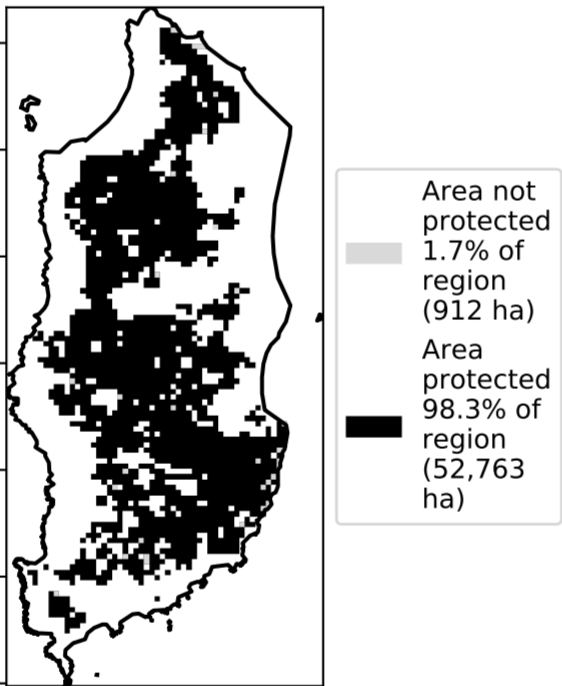 Area not
protected
1.7% of
region
(912 ha)
Area
protected
98.3% of
region
(52,763
ha)